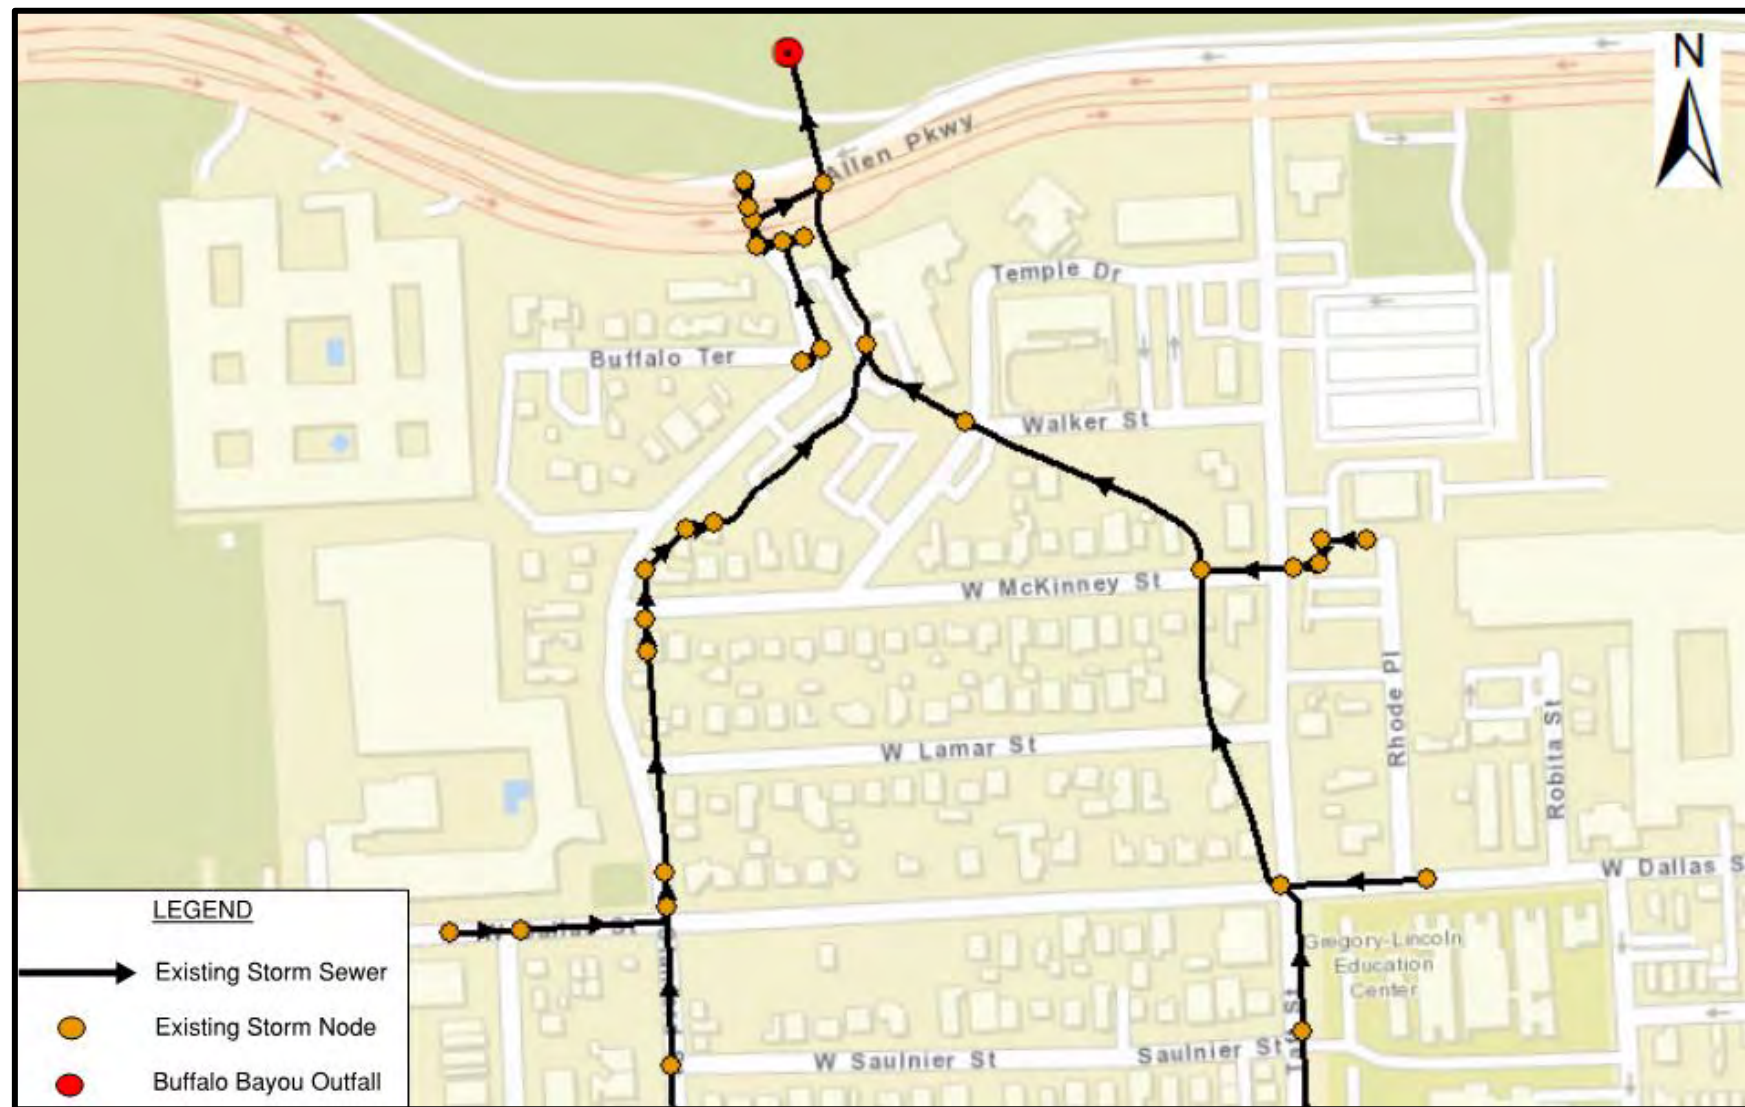 N
Allen Pkwy
Temple Dr
Buffalo Ter
Walker St
W McKinney St
Rhode Pl
Robita St
W Lamar St
W Dallas S
LEGEND
Existing Storm Sewer
Existing Storm Node
Buffalo Bayou Outfall
Gregory-Lincoln
Education
Center
St
W Saulnier St
Saulnier St